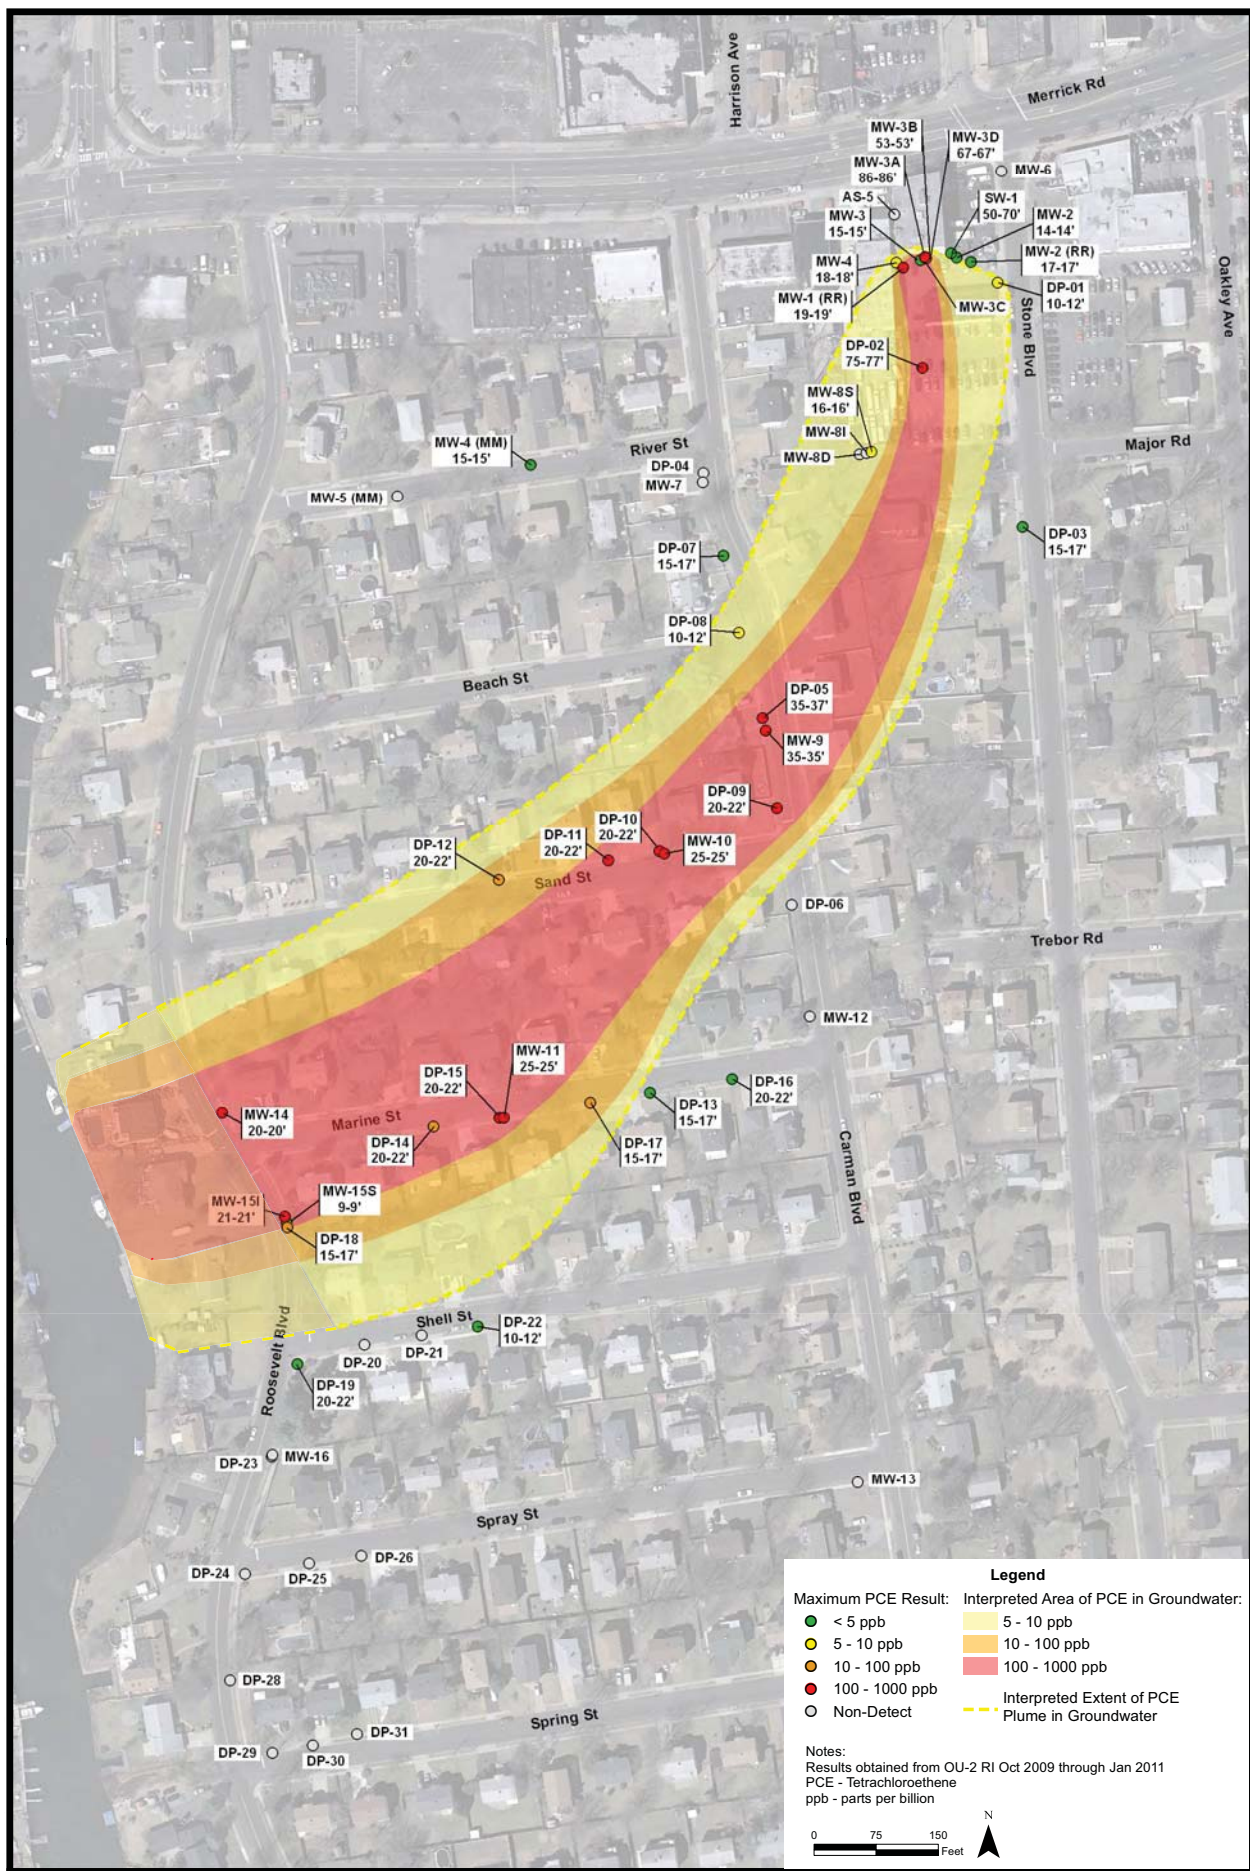 Harrison Ave
Merrick Rd
MW-3B
53-53'
MW-3D
67-67'
MW-3A
86-86'
MW-6
AS-5
SW-1
50-70'
MW-3
15-15'
MW-2
14-14'
MW-4
18-18'
MW-2 (RR)
17-17'
Oakley Ave
MW-1 (RR)
19-19'
MW-3C
DP-01
10-12'
Stone Blvd
DP-02
75-77'
MW-8S
16-16'
MW-8I
MW-8D
MW-4 (MM)
15-15'
River St
DP-04
MW-7
Major Rd
MW-5 (MM)
DP-03
15-17'
DP-07
15-17'
DP-08
10-12'
Beach St
DP-05
35-37'
MW-9
35-35'
DP-09
20-22'
DP-10
20-22'
DP-11
20-22'
MW-10
25-25'
DP-12
20-22'
Sand St
DP-06
Trebor Rd
MW-12
MW-11
25-25'
DP-15
20-22'
DP-16
20-22'
MW-14
20-20'
Marine St
DP-14
20-22'
DP-13
15-17'
DP-17
15-17'
Carman Blvd
MW-15I
21-21'
MW-15S
9-9'
DP-18
15-17'
Shell St
DP-22
10-12'
DP-21
DP-20
Roosevelt Blvd
DP-19
20-22'
DP-23
MW-16
MW-13
Spray St
DP-26
DP-25
DP-24
DP-28
Spring St
DP-31
DP-30
DP-29
Legend
Maximum PCE Result:
< 5 ppb
5 - 10 ppb
10 - 100 ppb
100 - 1000 ppb
Non-Detect
Interpreted Area of PCE in Groundwater:
5 - 10 ppb
10 - 100 ppb
100 - 1000 ppb
Interpreted Extent of PCE
Plume in Groundwater
Notes:
Results obtained from OU-2 RI Oct 2009 through Jan 2011
PCE - Tetrachloroethene
ppb - parts per billion
N
0 75 150
Feet